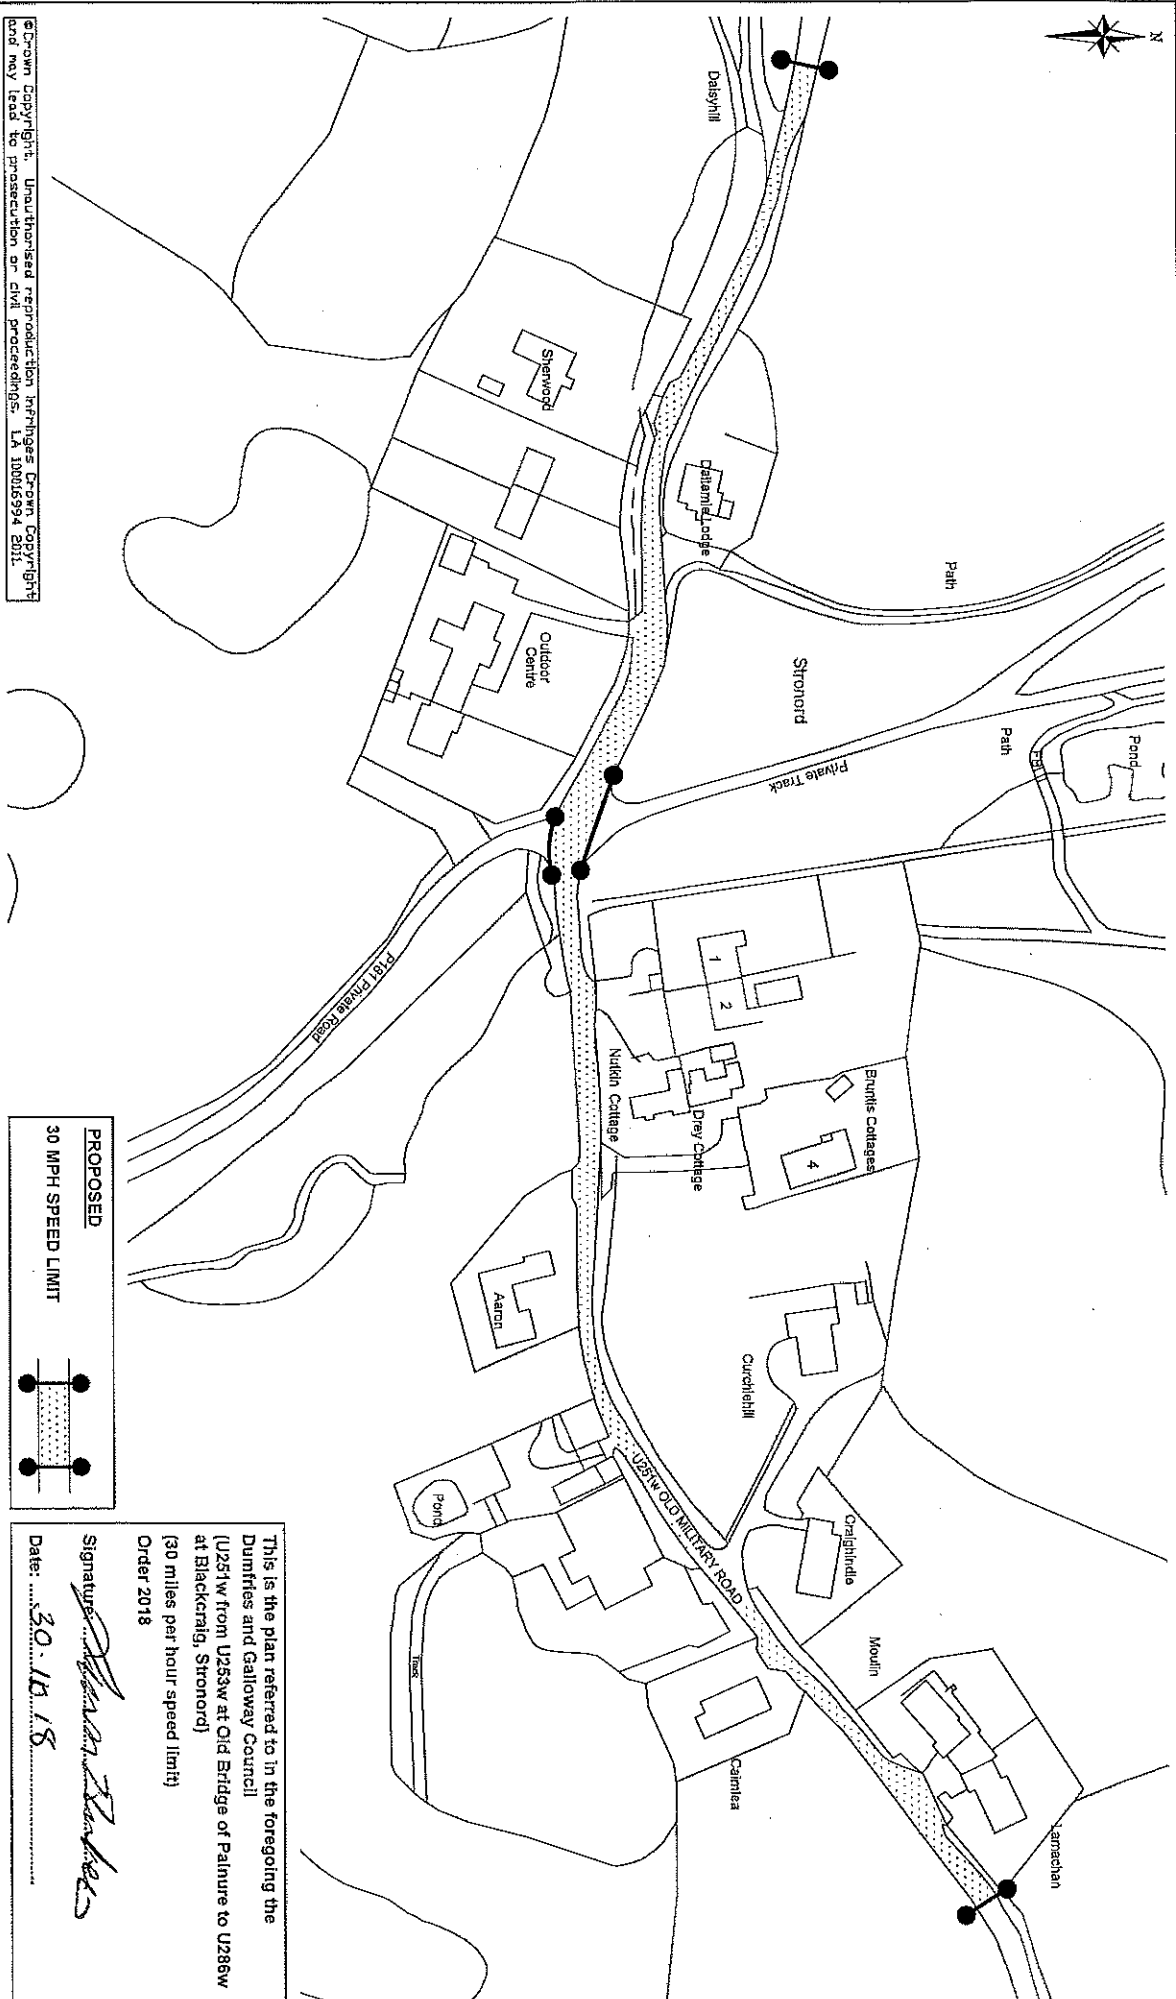 N
Daisyhill
Sherwood
Daltamie Lodge
Path
Stronord
Outdoor
Centre
Private Track
Path
FB
Pond
P181 Private Road
1
2
Nutkin Cottage
Drey Cottage
Bruntis Cottages
4
Aaron
Curchiehill
Craighindle
U251w OLD MILITARY ROAD
Pond
Track
Moulin
Cairnlea
Lamachan
PROPOSED
30 MPH SPEED LIMIT
This is the plan referred to in the foregoing the
Dumfries and Galloway Council
(U251w from U253w at Old Bridge of Palnure to U286w
at Blackcraig, Stronord)
(30 miles per hour speed limit)
Order 2018
Signature:
Date: 30.10.18
©Crown Copyright. Unauthorised reproduction infringes Crown Copyright
and may lead to prosecution or civil proceedings. LA 100016994 2011.